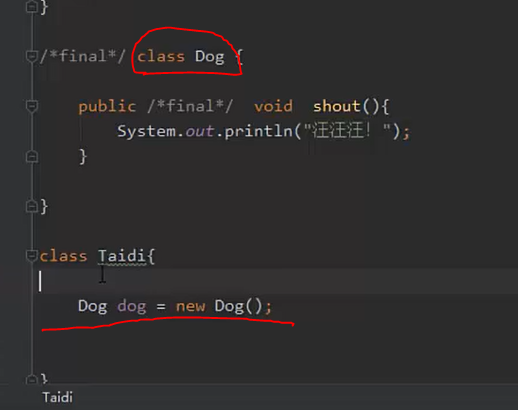 }
/*final*/ class Dog {
public /*final*/ void shout(){
System.out.println("汪汪汪! ");
}
}
class Taidi{
Dog dog = new Dog();
}
Taidi